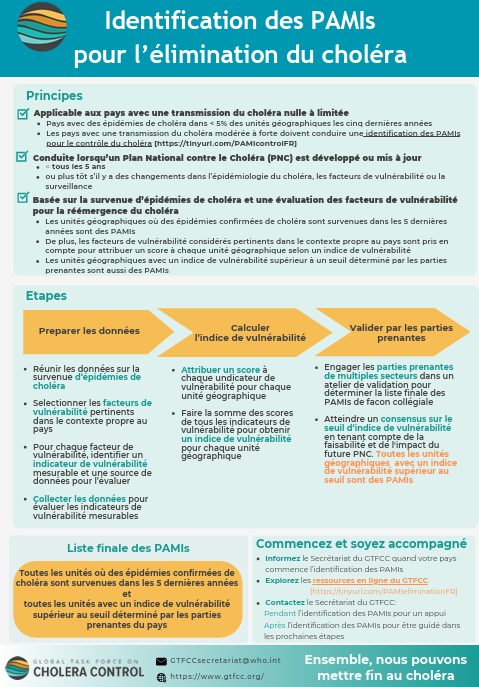 Identification des PAMIs
pour l'élimination du choléra
Principes
Applicable aux pays avec une transmission du choléra nulle à limitée
• Pays avec des épidémies de choléra dans < 5% des unités géographiques les cinq dernières années
• Les pays avec une transmission du choléra modérée à forte doivent conduire une identification des PAMIs
pour le contrôle du choléra [https://tinyurl.com/PAMIcontrolFR]
Conduite lorsqu'un Plan National contre le Choléra (PNC) est développé ou mis à jour
• ~ tous les 5 ans
• ou plus tôt s'il y a des changements dans l'épidémiologie du choléra, les facteurs de vulnérabilité ou la
surveillance
Basée sur la survenue d'épidémies de choléra et une évaluation des facteurs de vulnérabilité
pour la réémergence du choléra
• Les unités géographiques où des épidémies confirmées de choléra sont survenues dans les 5 dernières
années sont des PAMIs
• De plus, les facteurs de vulnérabilité considérés pertinents dans le contexte propre au pays sont pris en
compte pour attribuer un score à chaque unité géographique selon un indice de vulnérabilité
• Les unités géographiques avec un indice de vulnérabilité supérieur à un seuil déterminé par les parties
prenantes sont aussi des PAMIs
Etapes
Preparer les données
• Réunir les données sur la
survenue d'épidémies de
choléra
• Selectionner les facteurs de
vulnérabilité pertinents
dans le contexte propre au
pays
• Pour chaque facteur de
vulnérabilité, identifier un
indicateur de vulnérabilité
mesurable et une source de
données pour l'évaluer
• Collecter les données pour
évaluer les indicateurs de
vulnérabilité mesurables
Calculer
l'indice de vulnérabilité
• Attribuer un score à
chaque undicateur de
vulnérabilité pour chaque
unité géographique
• Faire la somme des scores
de tous les indicateurs de
vulnérabilité pour obtenir
un indice de vulnérabilité
pour chaque unité
géographique
Valider par les parties
prenantes
• Engager les parties prenantes
de multiples secteurs dans un
atelier de validation pour
déterminer la liste finale des
PAMIs de facon collégiale
• Atteindre un consensus sur le
seuil d'indice de vulnérabilité
en tenant compte de la
faisabilité et de l'impact du
future PNC. Toutes les unités
géographiques avec un indice
de vulnérabilité supérieur au
seuil sont des PAMIs
Liste finale des PAMIs
Toutes les unités où des épidémies confirmées de
choléra sont survenues dans les 5 dernières années
et
toutes les unités avec un indice de vulnérabilité
supérieur au seuil déterminé par les parties
prenantes du pays
Commencez et soyez accompagné
• Informez le Secrétariat du GTFCC quand votre pays
commence l'identification des PAMIs
• Explorez les ressources en ligne du GTFCC
[https://tinyurl.com/PAMIeliminationFR]
• Contactez le Secrétariat du GTFCC:
Pendant l'identification des PAMIs pour un appui
Après l'identification des PAMIs pour être guidé dans
les prochaines étapes
GLOBAL TASK FORCE ON
CHOLERA CONTROL
GTFCCsecretariat@who.int
https://www.gtfcc.org/
Ensemble, nous pouvons
mettre fin au choléra